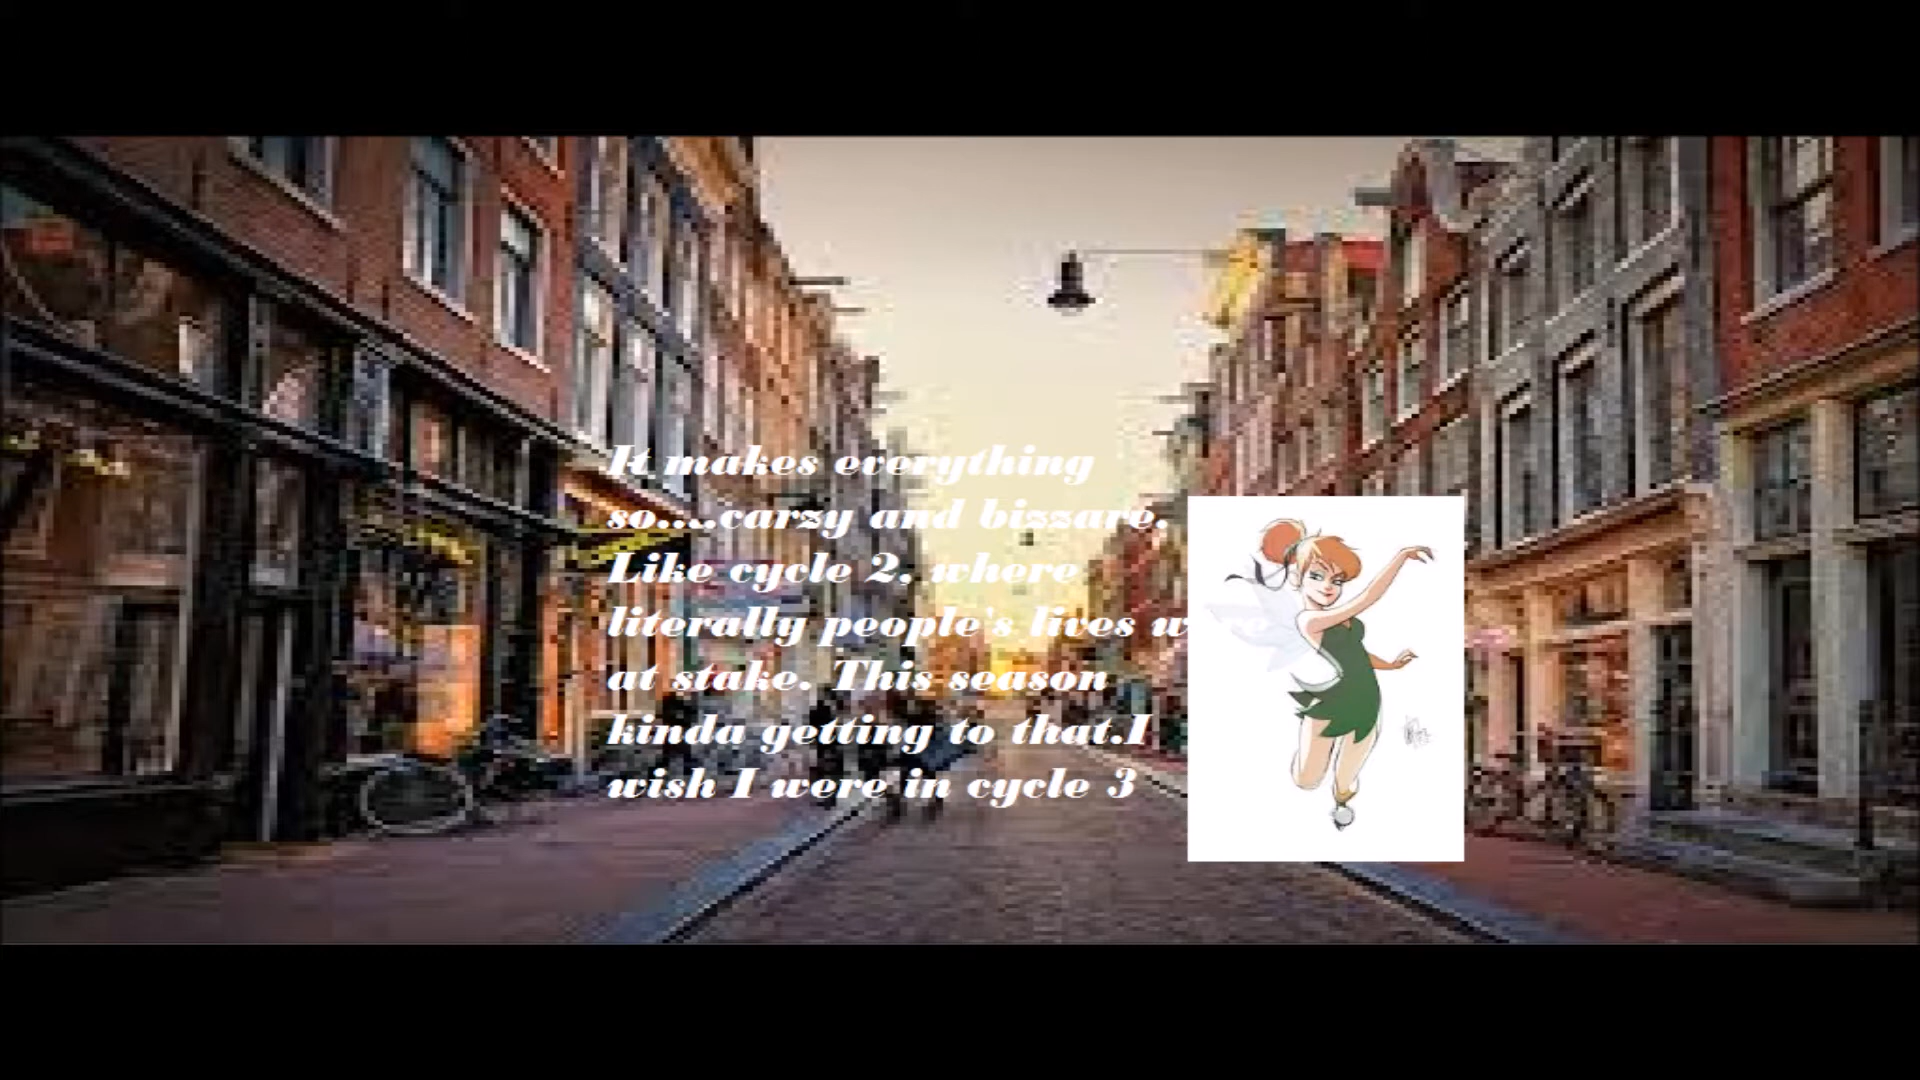 It makes everything
so....carzy and bizzare.
Like cycle 2, where
literally people's lives were
at stake. This season
kinda getting to that.I
wish I were in cycle 3